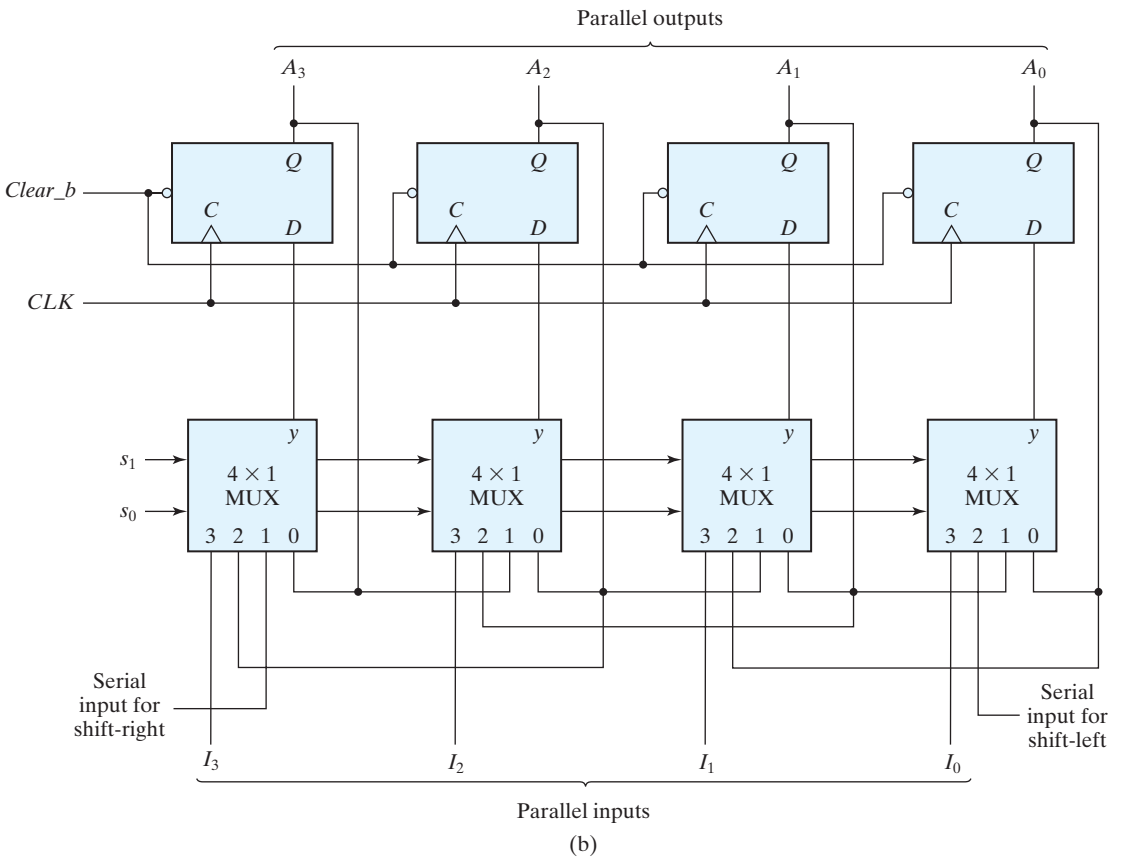 Parallel outputs
A3 A2 A1 A0
Q Q Q Q
Clear_b
C C C C
D D D D
CLK
y y y y
s1
4 × 1 4 × 1 4 × 1 4 × 1
MUX MUX MUX MUX
s0
3 2 1 0 3 2 1 0 3 2 1 0 3 2 1 0
Serial
input for
shift-right
Serial
input for
shift-left
I3 I2 I1 I0
Parallel inputs
(b)